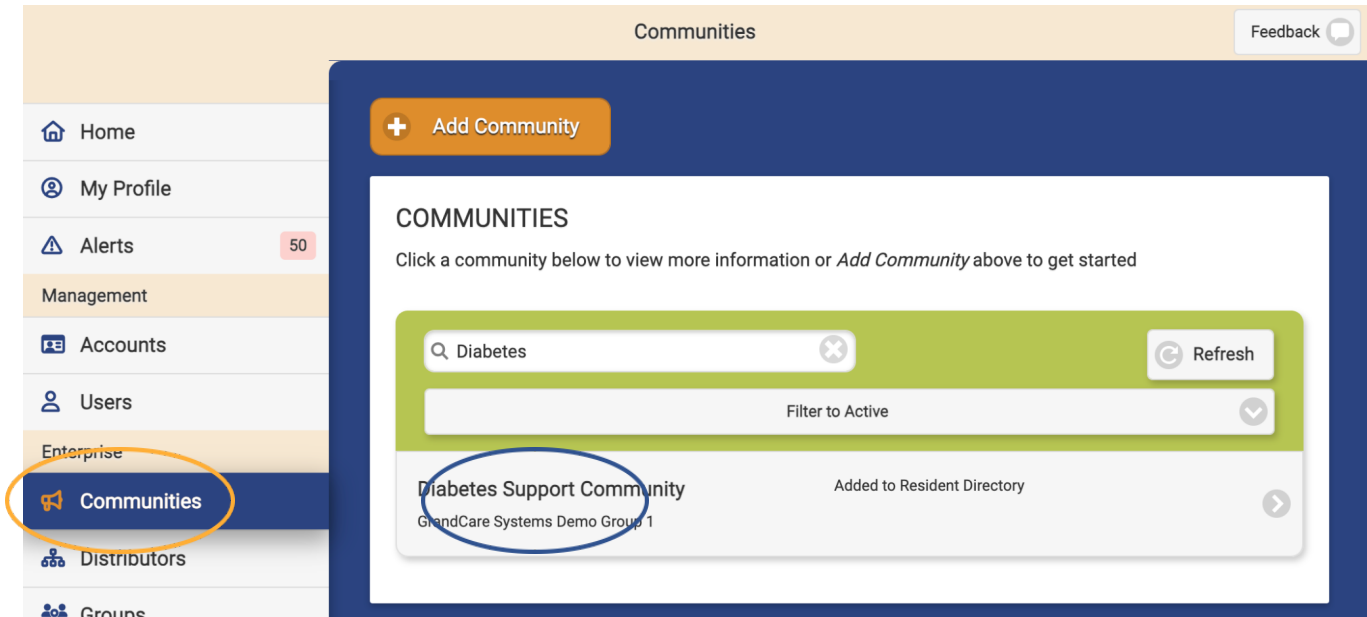 Communities
Feedback
Home
My Profile
Alerts 50
Management
Accounts
Users
Enterprise
Communities
Distributors
Groups
Add Community
COMMUNITIES
Click a community below to view more information or Add Community above to get started
Diabetes
Refresh
Filter to Active
Diabetes Support Community
Added to Resident Directory
GrandCare Systems Demo Group 1